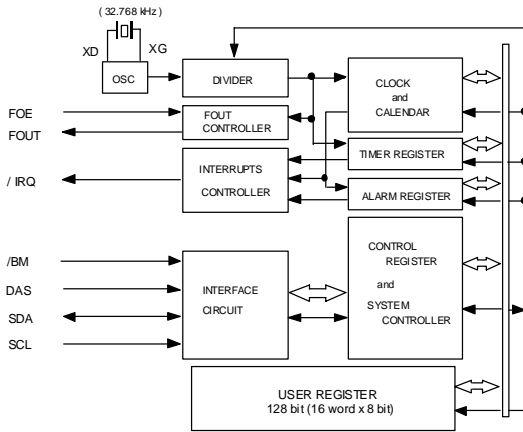 ( 32.768 kHz )
XD
XG
OSC
DIVIDER
CLOCK
and
CALENDAR
FOE
FOUT
FOUT
CONTROLLER
TIMER REGISTER
/ IRQ
INTERRUPTS
CONTROLLER
ALARM REGISTER
/BM
DAS
SDA
SCL
INTERFACE
CIRCUIT
CONTROL
REGISTER
and
SYSTEM
CONTROLLER
USER REGISTER
128 bit (16 word x 8 bit)